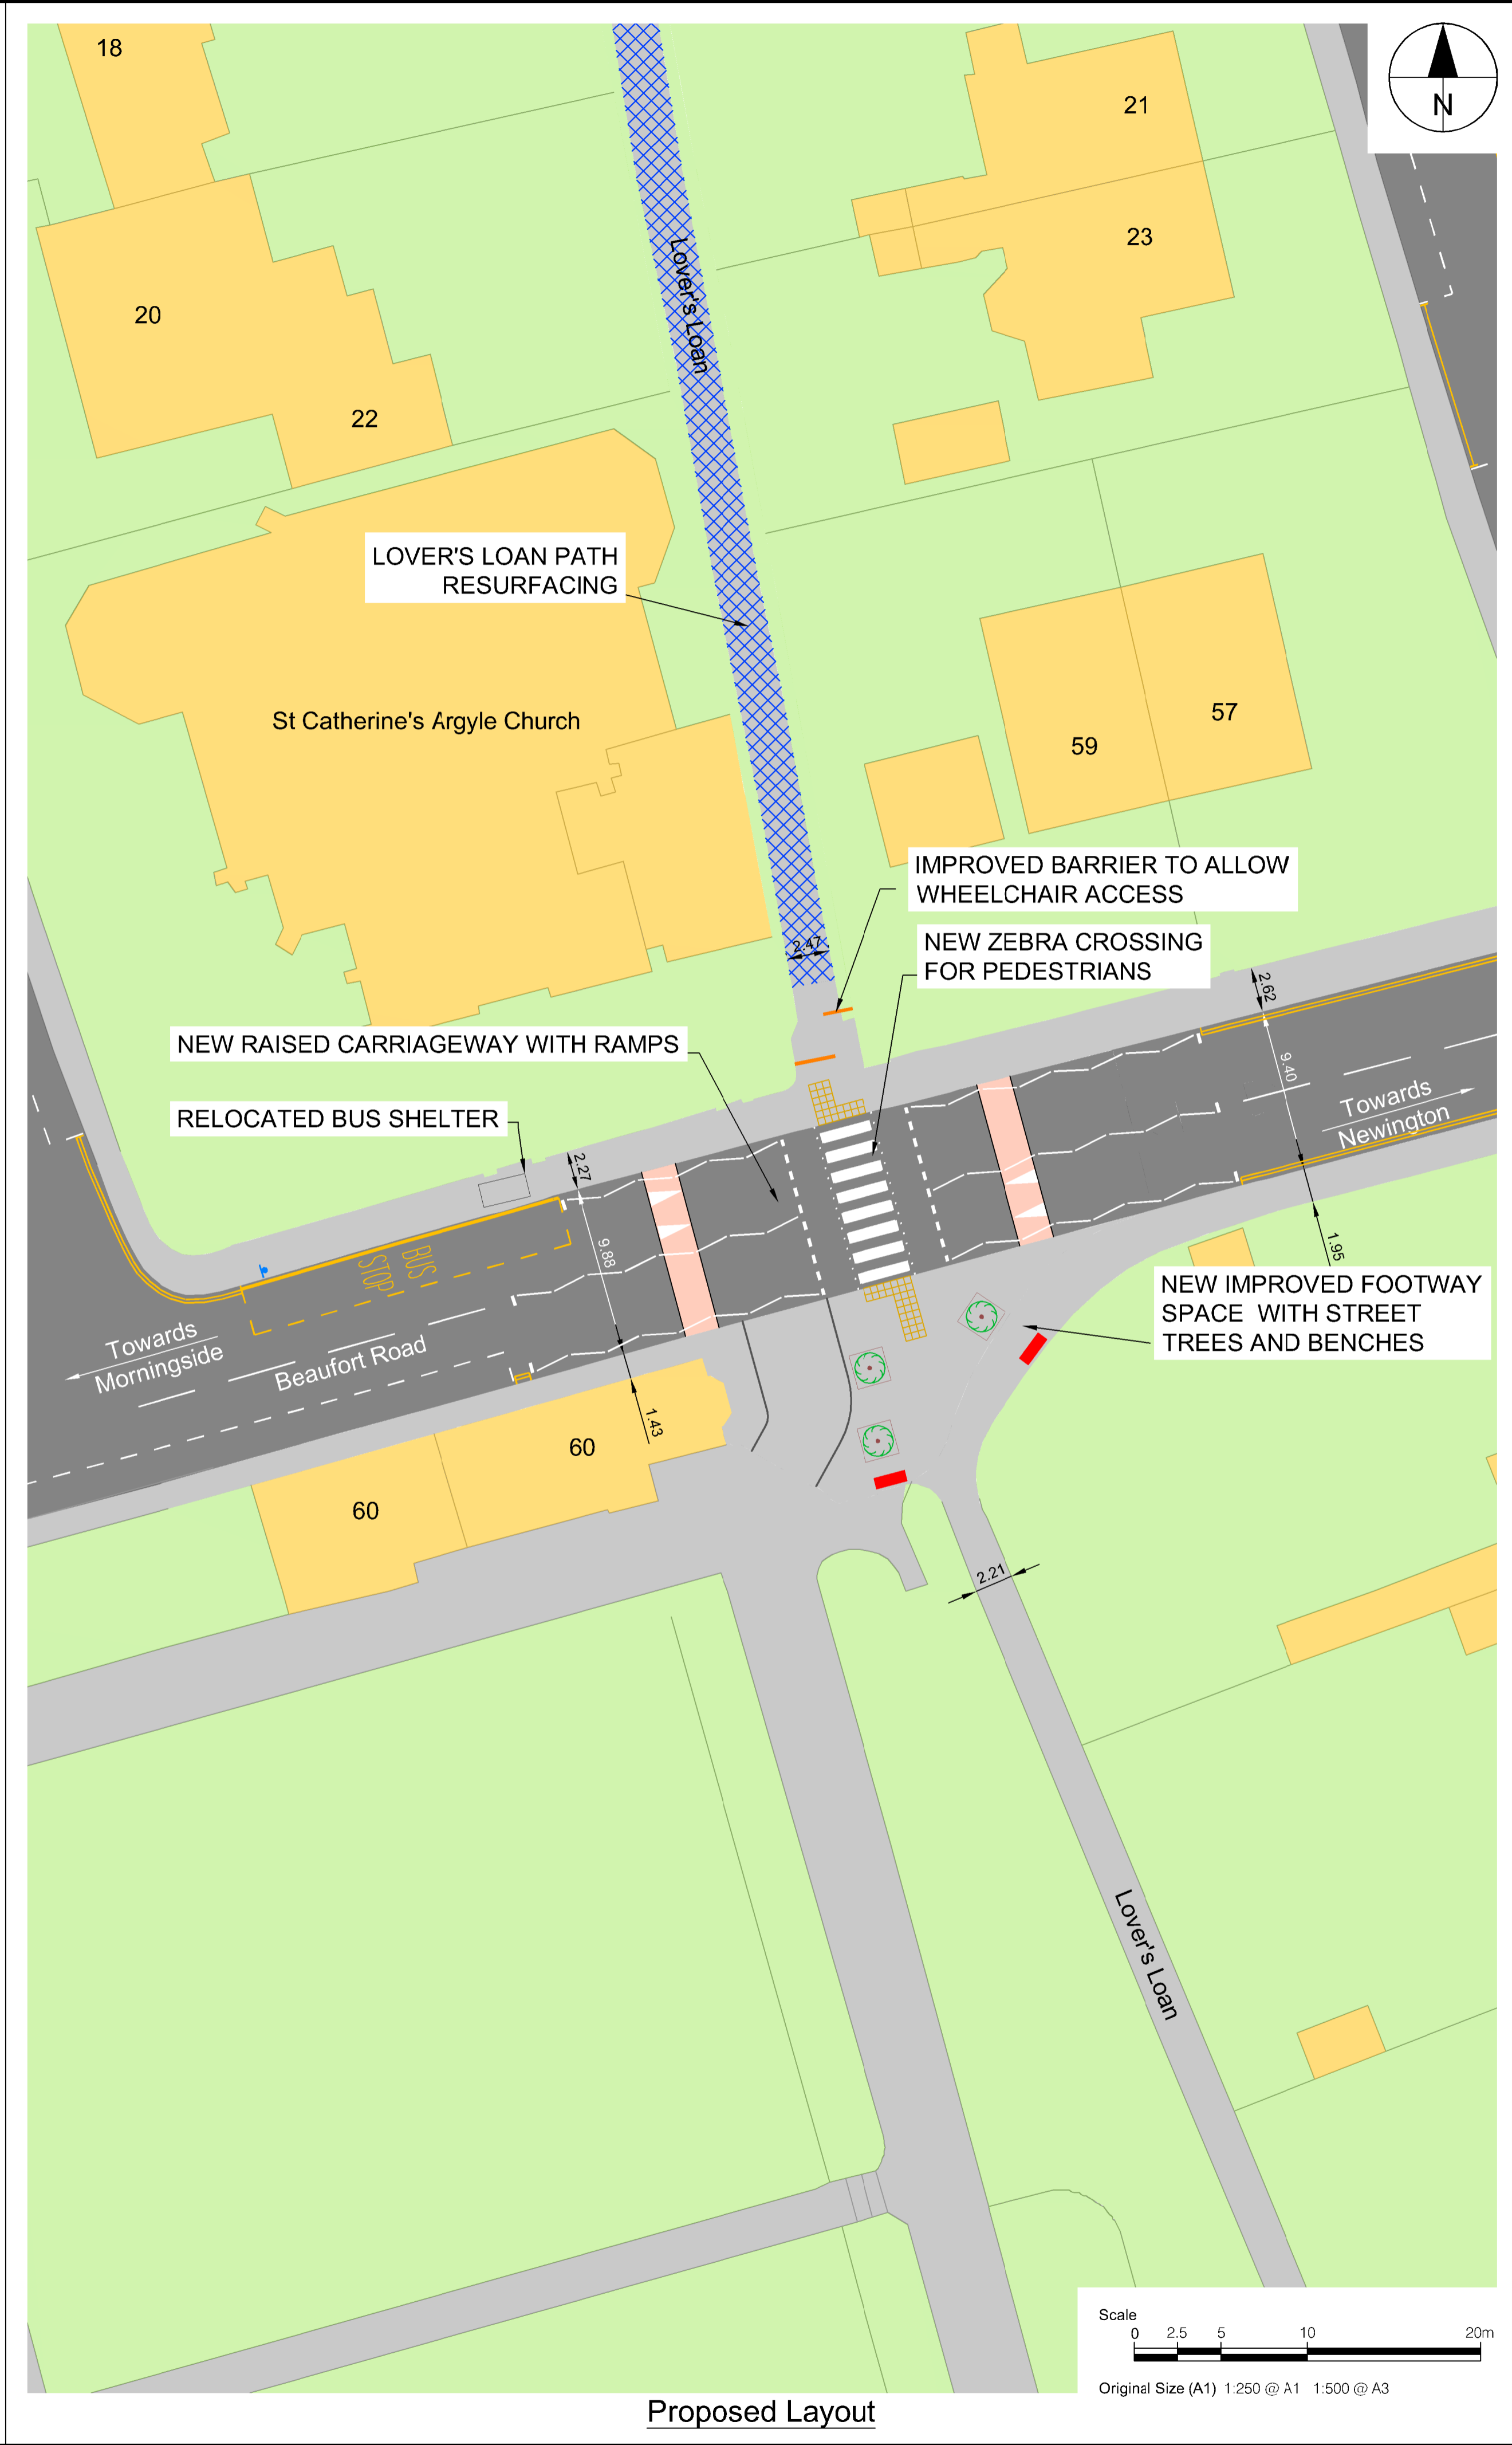 18
N
21
23
Lover's Loan
20
22
LOVER'S LOAN PATH
RESURFACING
St Catherine's Argyle Church
57
59
IMPROVED BARRIER TO ALLOW
WHEELCHAIR ACCESS
2.47
NEW ZEBRA CROSSING
FOR PEDESTRIANS
2.62
NEW RAISED CARRIAGEWAY WITH RAMPS
9.40
RELOCATED BUS SHELTER
Towards
Newington
2.27
9.88
BUS
STOP
1.95
NEW IMPROVED FOOTWAY
SPACE WITH STREET
TREES AND BENCHES
Towards
Morningside
Beaufort Road
1.43
60
60
2.21
Lover's Loan
Scale
0 2.5 5 10 20m
Original Size (A1) 1:250 @ A1 1:500 @ A3
Proposed Layout